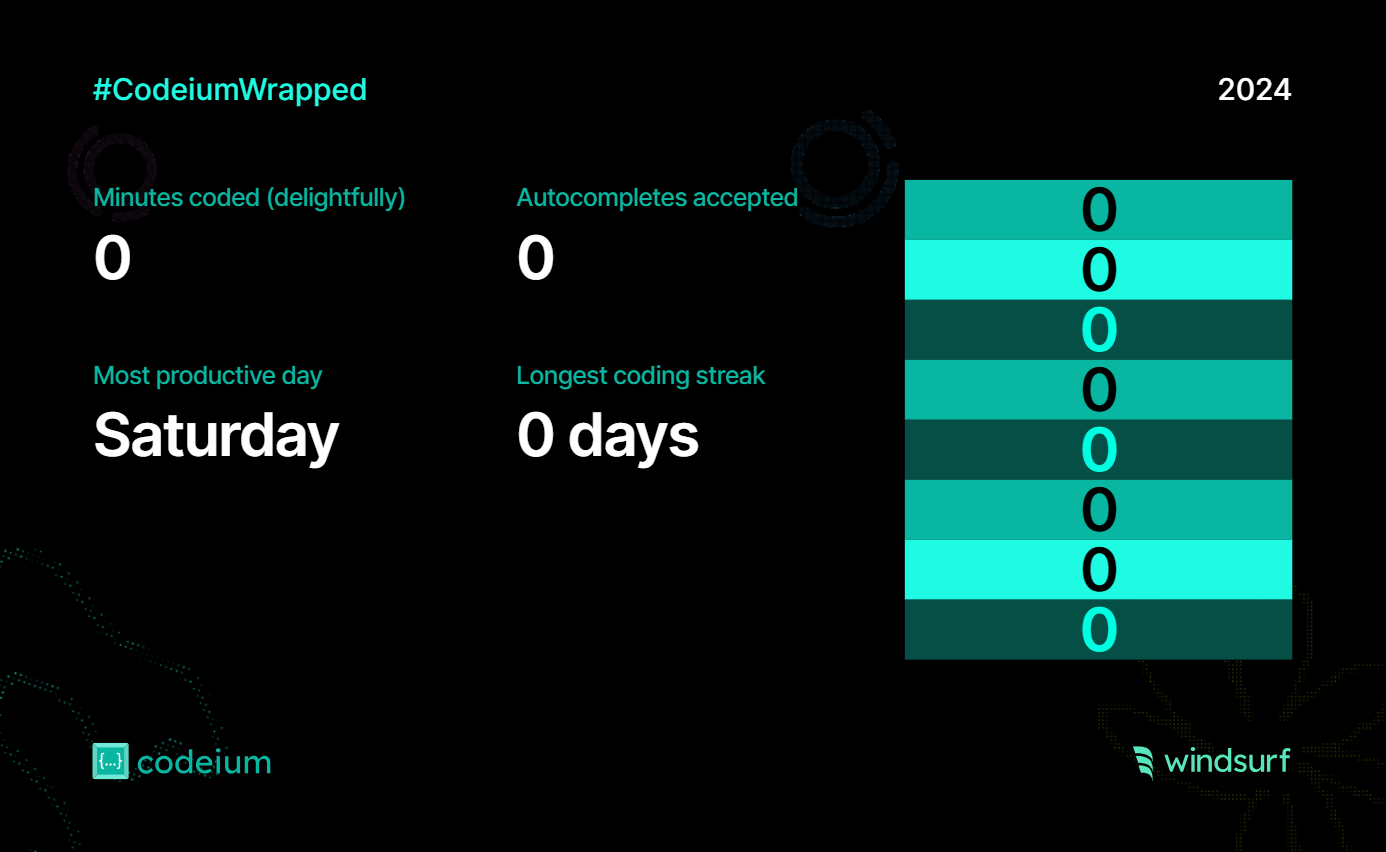 #CodeiumWrapped
2024
Minutes coded (delightfully)
0
Autocompletes accepted
0
Most productive day
Saturday
Longest coding streak
0 days
0
0
0
0
0
0
0
0
{...} codeium
windsurf